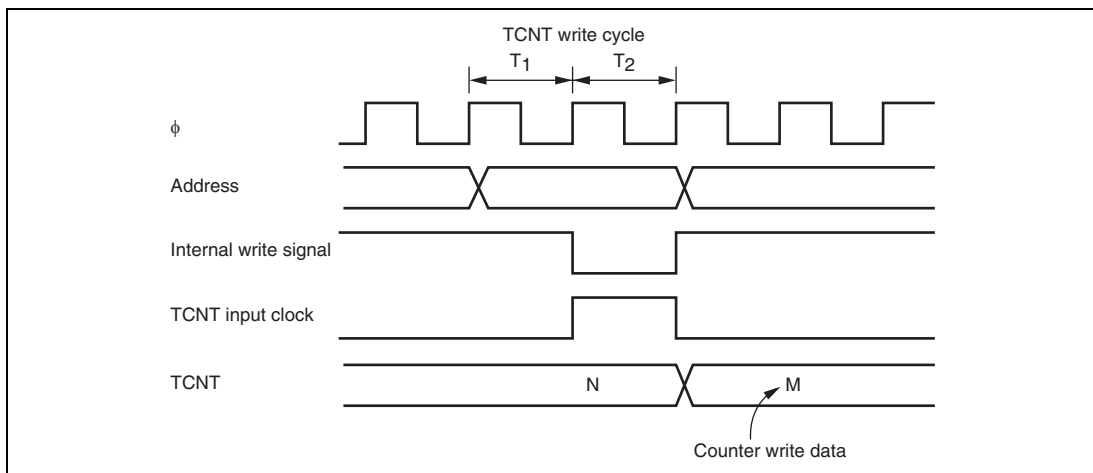 TCNT write cycle
T1 T2
ϕ
Address
Internal write signal
TCNT input clock
TCNT N M
Counter write data